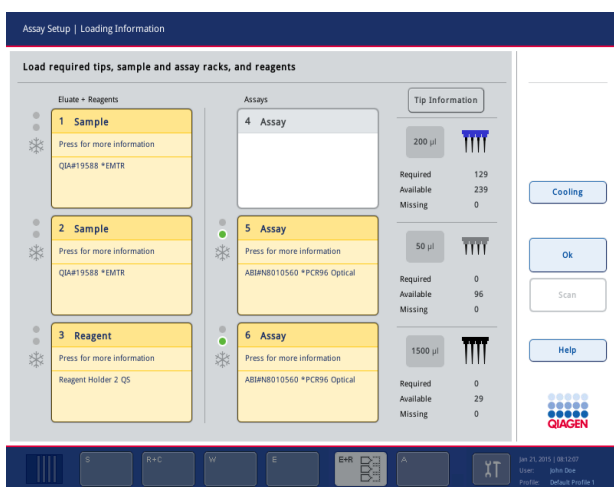 Assay Setup | Loading Information
Load required tips, sample and assay racks, and reagents
Eluate + Reagents
Assays
Tip Information
1 Sample
Press for more information
QIA#19588 *EMTR
4 Assay
200 µl
Required 129
Available 239
Missing 0
Cooling
2 Sample
Press for more information
QIA#19588 *EMTR
5 Assay
Press for more information
ABI#N8010560 *PCR96 Optical
50 µl
Required 0
Available 96
Missing 0
Ok
Scan
3 Reagent
Press for more information
Reagent Holder 2 QS
6 Assay
Press for more information
ABI#N8010560 *PCR96 Optical
1500 µl
Required 0
Available 29
Missing 0
Help
QIAGEN
S
R+C
W
E
E+R
A
Jan 21, 2015 | 08:12:07
User: John Doe
Profile: Default Profile 1